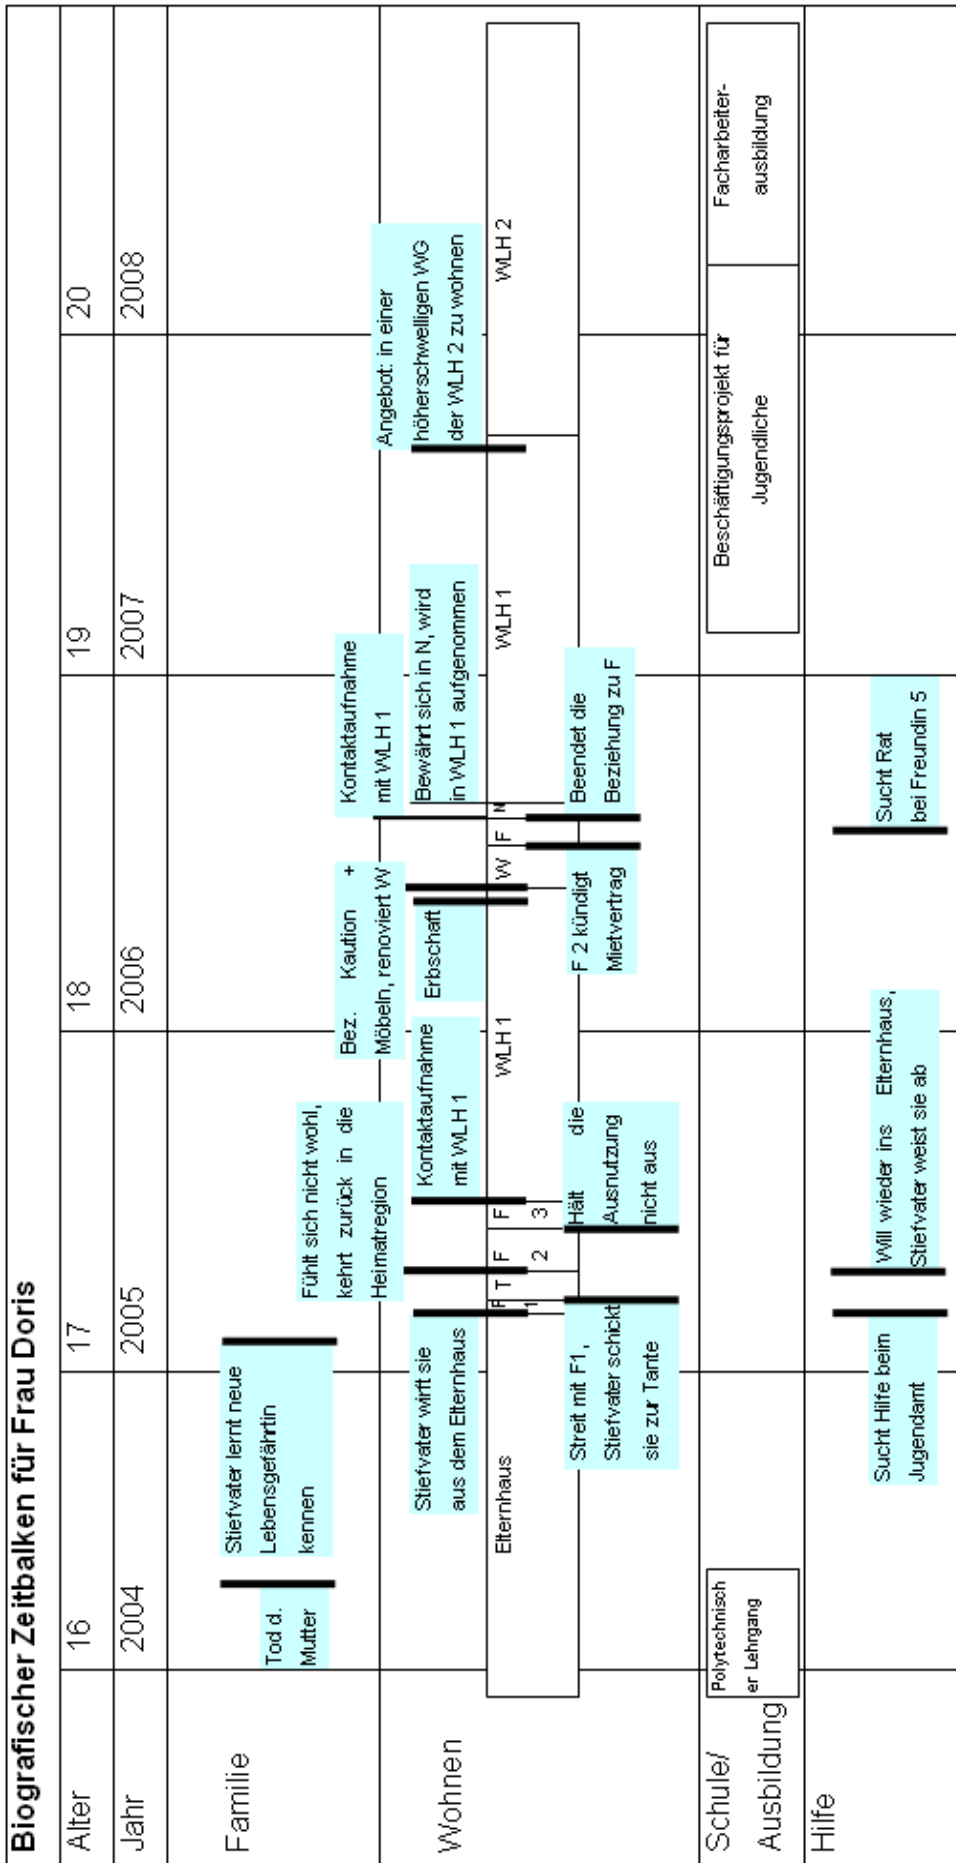 Biografischer Zeitbalken für Frau Doris
Alter
16
17
18
19
20
Jahr
2004
2005
2006
2007
2008
Familie
Tod d.
Mutter
Stiefvater lernt neue
Lebensgefährtin
kennen
Fühlt sich nicht wohl,
kehrt zurück in die
Heimatregion
Bez. Kaution +
Möbeln, renoviert W
Kontaktaufnahme
mit WLH 1
Angebot: in einer
höherschwelligen WG
der WLH 2 zu wohnen
Wohnen
Stiefvater wirft sie
aus dem Elternhaus
Kontaktaufnahme
mit WLH 1
Erbschaft
Bewährt sich in N, wird
in WLH 1 aufgenommen
Elternhaus
F
1
T
F
2
F
3
WLH 1
W
F
N
WLH 1
WLH 2
Streit mit F1,
Stiefvater schickt
sie zur Tante
Hält die
Ausnutzung
nicht aus
F 2 kündigt
Mietvertrag
Beendet die
Beziehung zu F
Schule/
Ausbildung
Polytechnisch
er Lehrgang
Beschäftigungsprojekt für
Jugendliche
Facharbeiter-
ausbildung
Hilfe
Sucht Hilfe beim
Jugendamt
Will wieder ins Elternhaus,
Stiefvater weist sie ab
Sucht Rat
bei Freundin 5